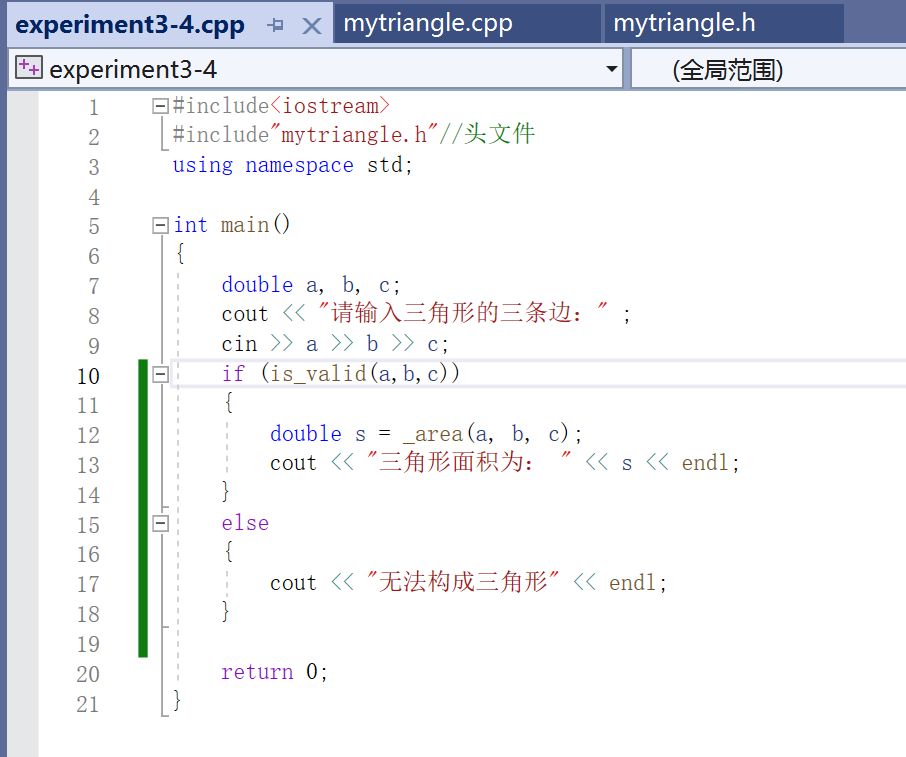 experiment3-4.cpp mytriangle.cpp mytriangle.h
experiment3-4 (全局范围)
1 #include<iostream>
2 #include"mytriangle.h"//头文件
3 using namespace std;
4
5 int main()
6 {
7 double a, b, c;
8 cout << "请输入三角形的三条边：" ;
9 cin >> a >> b >> c;
10 if (is_valid(a,b,c))
11 {
12 double s = _area(a, b, c);
13 cout << "三角形面积为： " << s << endl;
14 }
15 else
16 {
17 cout << "无法构成三角形" << endl;
18 }
19
20 return 0;
21 }